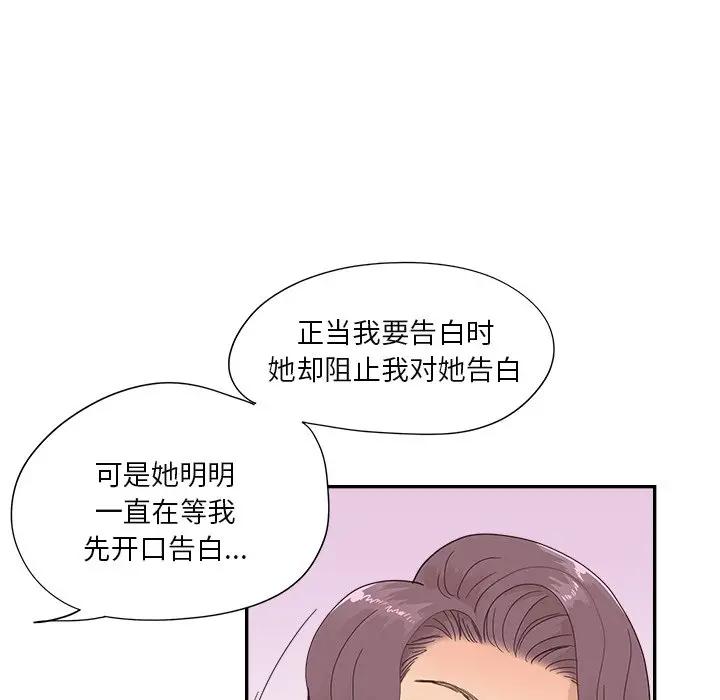 正当我要告白时
她却阻止我对她告白
可是她明明
一直在等我
先开口告白...